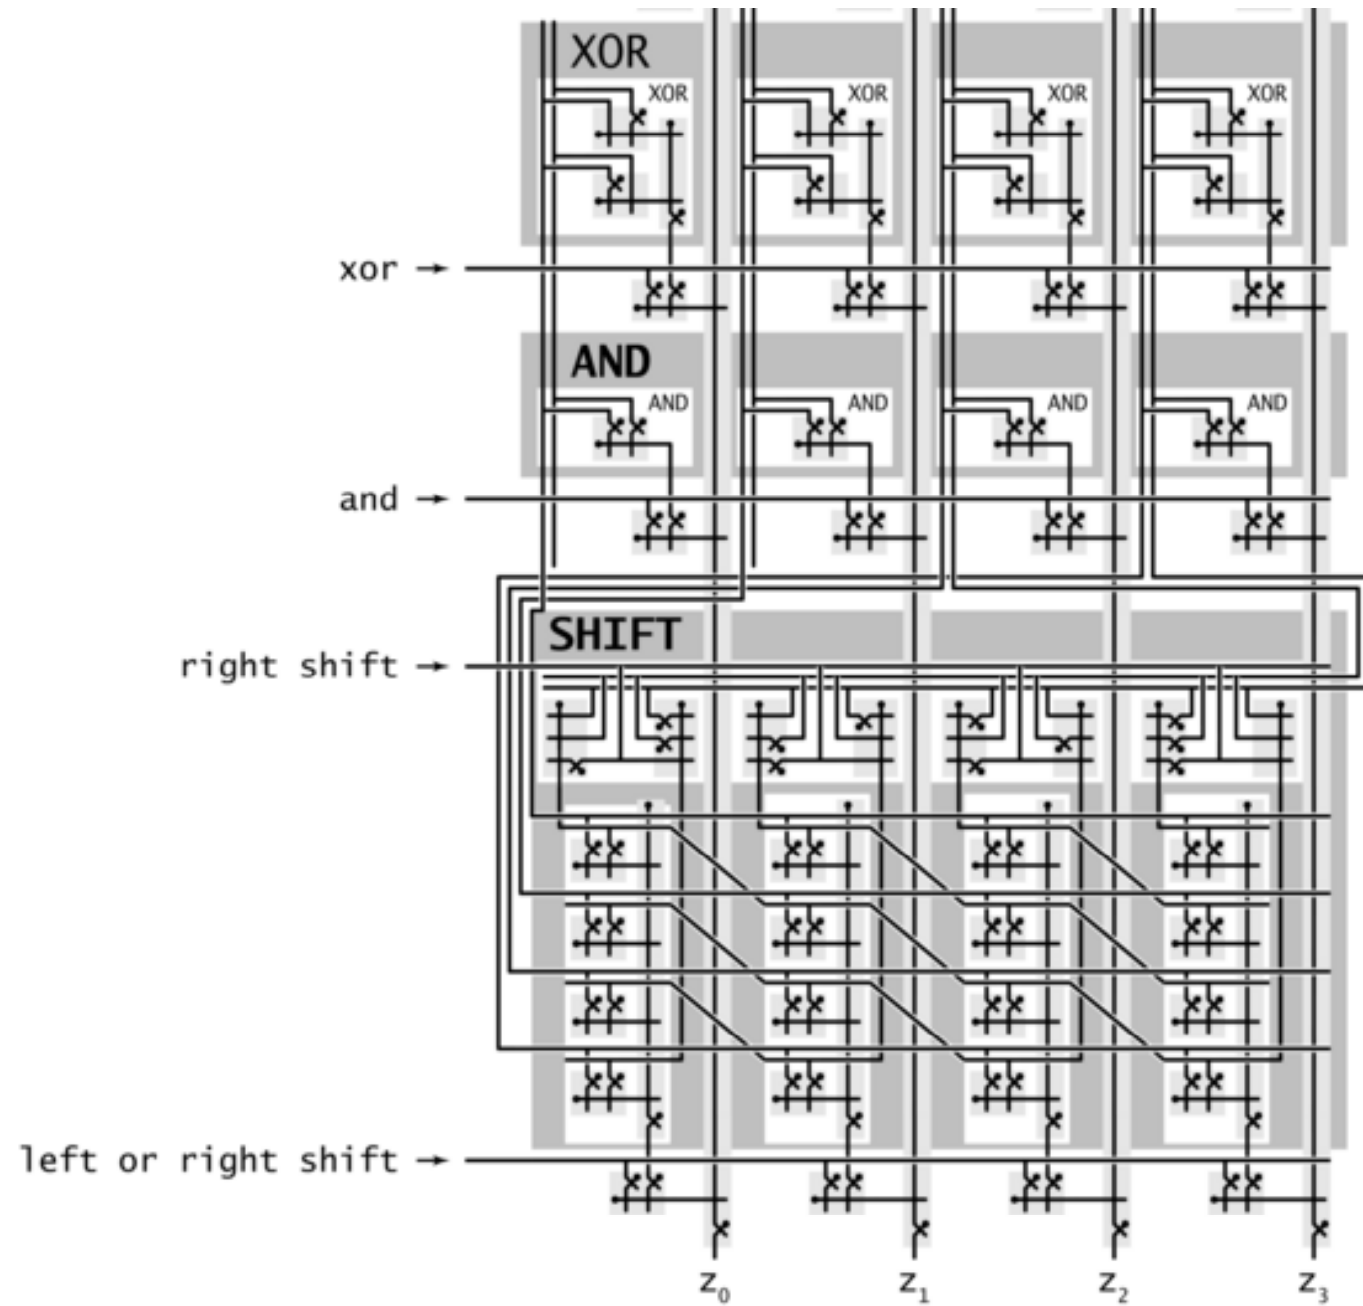 XOR
XOR XOR XOR XOR
xor →
AND
AND AND AND AND
and →
SHIFT
right shift →
left or right shift →
z₀ z₁ z₂ z₃